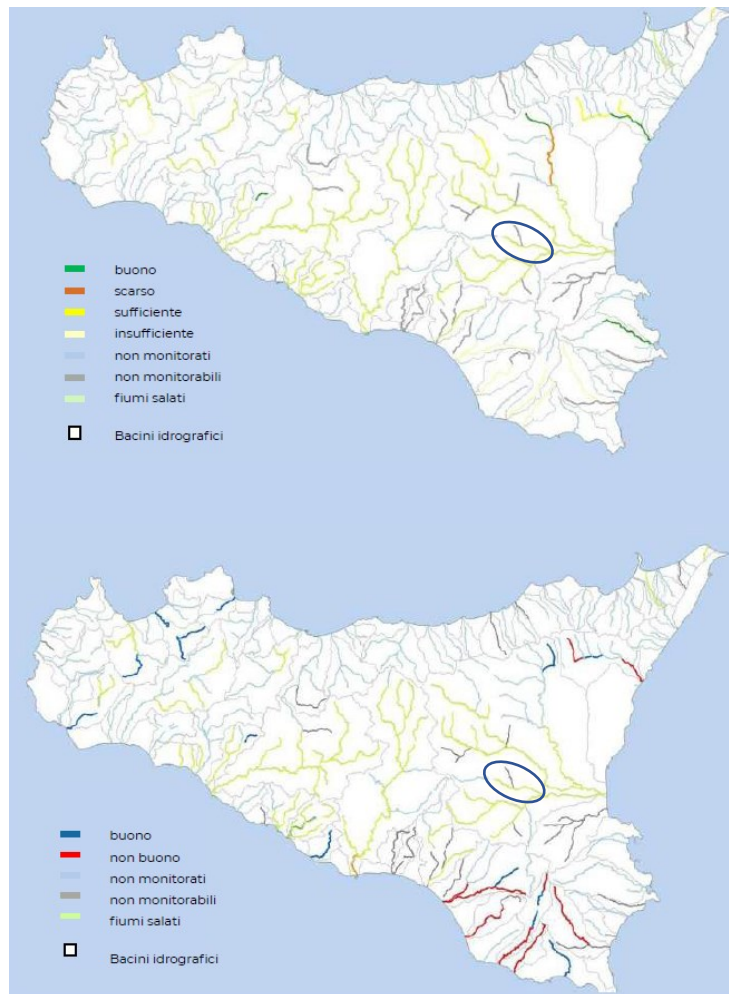 buono
scarso
sufficiente
insufficiente
non monitorati
non monitorabili
fiumi salati
Bacini idrografici
buono
non buono
non monitorati
non monitorabili
fiumi salati
Bacini idrografici